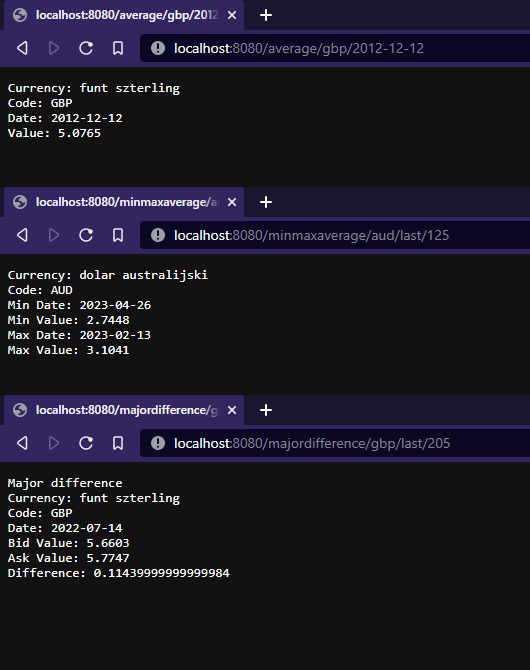 localhost:8080/average/gbp/2012
localhost:8080/average/gbp/2012-12-12
Currency: funt szterling
Code: GBP
Date: 2012-12-12
Value: 5.0765
localhost:8080/minmaxaverage/a
localhost:8080/minmaxaverage/aud/last/125
Currency: dolar australijski
Code: AUD
Min Date: 2023-04-26
Min Value: 2.7448
Max Date: 2023-02-13
Max Value: 3.1041
localhost:8080/majordifference/g
localhost:8080/majordifference/gbp/last/205
Major difference
Currency: funt szterling
Code: GBP
Date: 2022-07-14
Bid Value: 5.6603
Ask Value: 5.7747
Difference: 0.11439999999999984